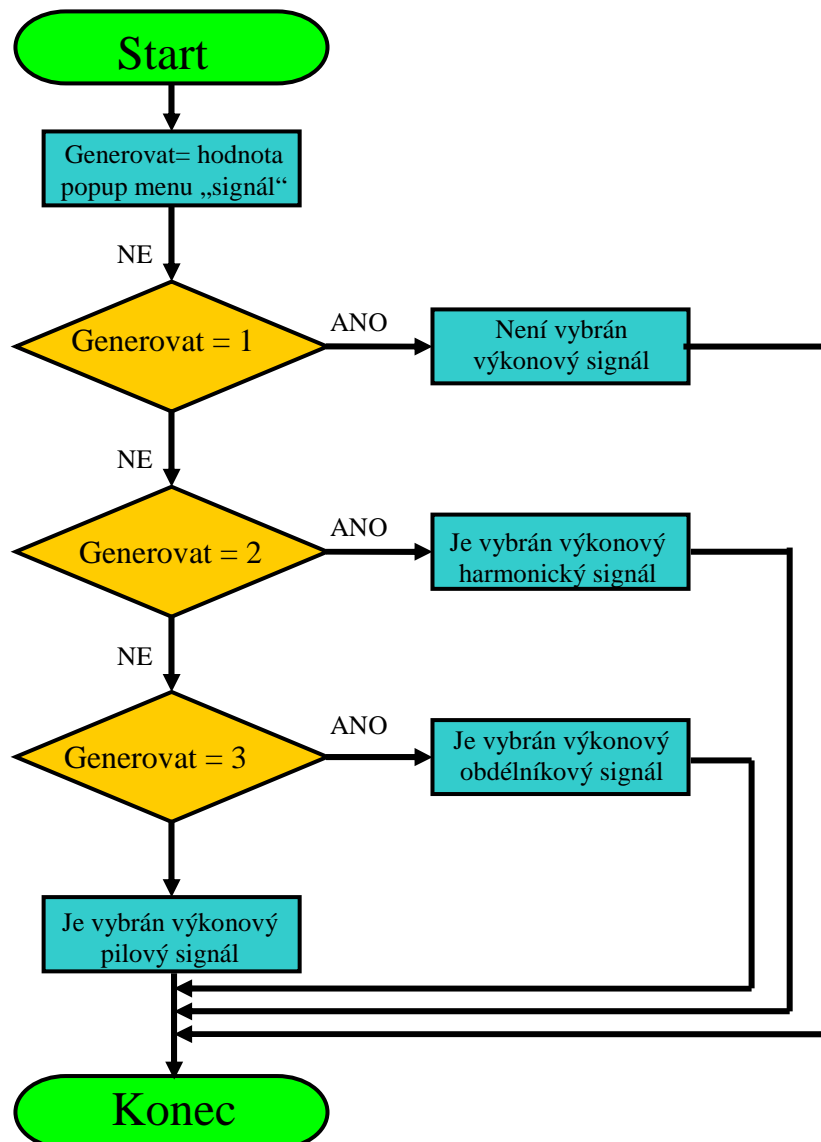 Start
Generovat= hodnota
popup menu „signál“
NE
Generovat = 1
ANO
Není vybrán
výkonový signál
NE
Generovat = 2
ANO
Je vybrán výkonový
harmonický signál
NE
Generovat = 3
ANO
Je vybrán výkonový
obdélníkový signál
Je vybrán výkonový
pilový signál
Konec